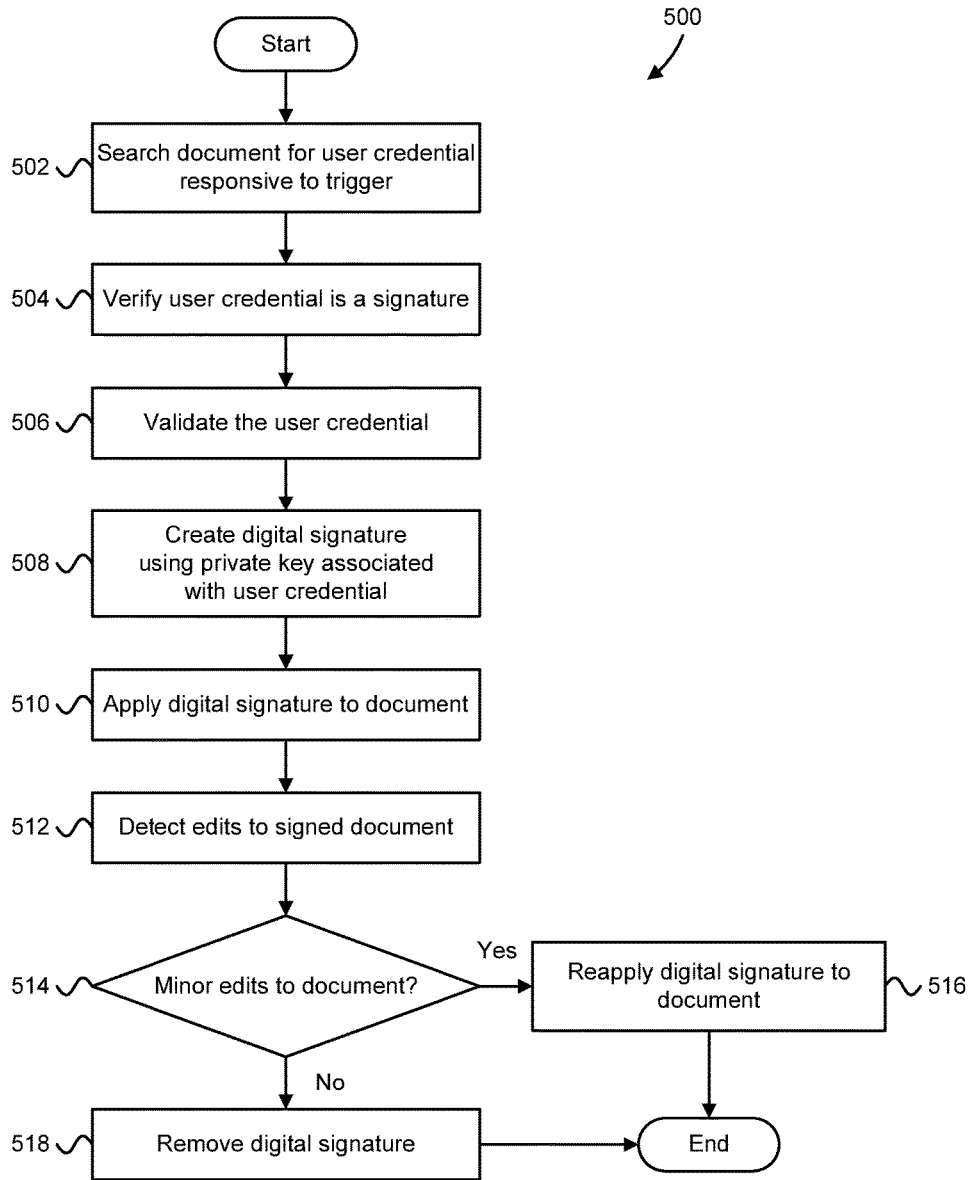 500
Start
502
Search document for user credential
responsive to trigger
504
Verify user credential is a signature
506
Validate the user credential
508
Create digital signature
using private key associated
with user credential
510
Apply digital signature to document
512
Detect edits to signed document
514
Minor edits to document?
Yes
Reapply digital signature to
document
516
No
518
Remove digital signature
End